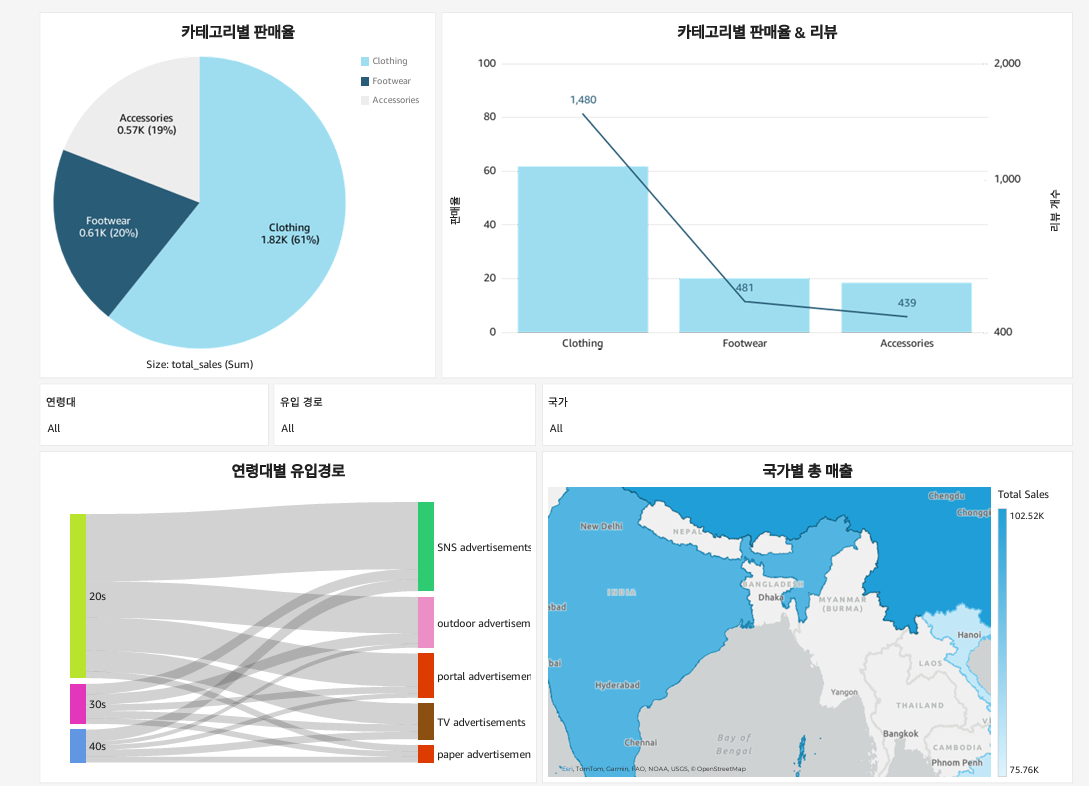 카테고리별 판매율
Clothing
Footwear
Accessories
Accessories
0.57K (19%)
Footwear
0.61K (20%)
Clothing
1.82K (61%)
Size: total_sales (Sum)
카테고리별 판매율 & 리뷰
100
80
60
40
20
0
판매율
2,000
1,000
400
리뷰 개수
1,480
481
439
Clothing
Footwear
Accessories
연령대
All
유입 경로
All
국가
All
연령대별 유입경로
20s
30s
40s
SNS advertisements
outdoor advertisem
portal advertisemen
TV advertisements
paper advertisemen
국가별 총 매출
Chengdu
Chongq
New Delhi
NEPAL
INDIA
BANGLADESH
Dhaka
MYANMAR
(BURMA)
abad
Hanoi
bai
LAOS
Hyderabad
Yangon
THAILAND
Bangkok
Chennai
Bay of
Bengal
CAMBODIA
Phnom Penh
Esri, TomTom, Garmin, FAO, NOAA, USGS, © OpenStreetMap
Total Sales
102.52K
75.76K